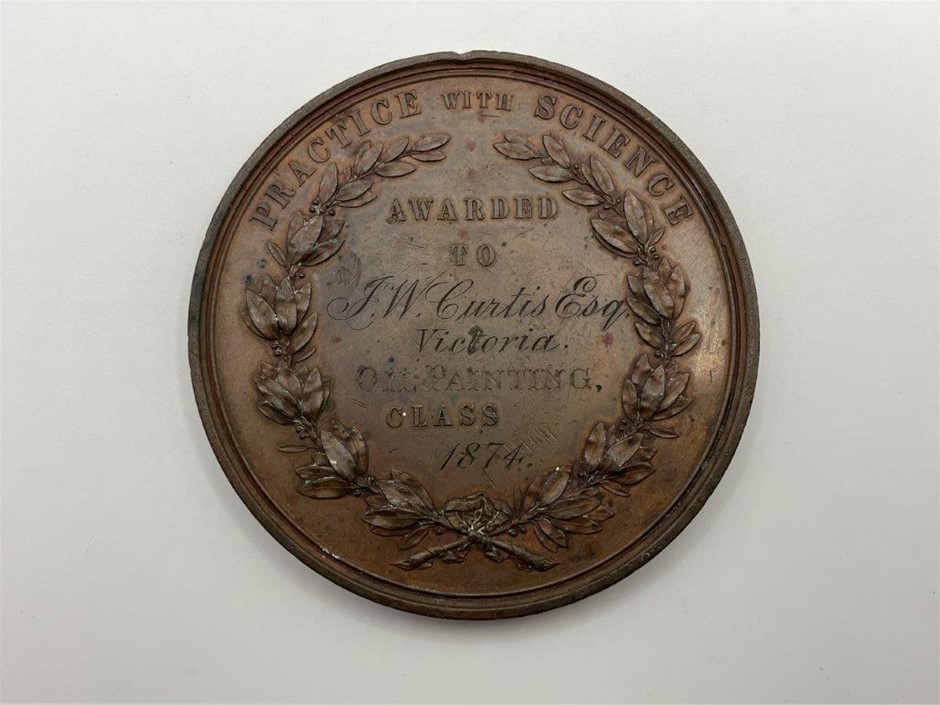 PRACTICE WITH SCIENCE
AWARDED
TO
J.W. Curtis Esq.
Victoria.
OIL PAINTING,
CLASS
1874.